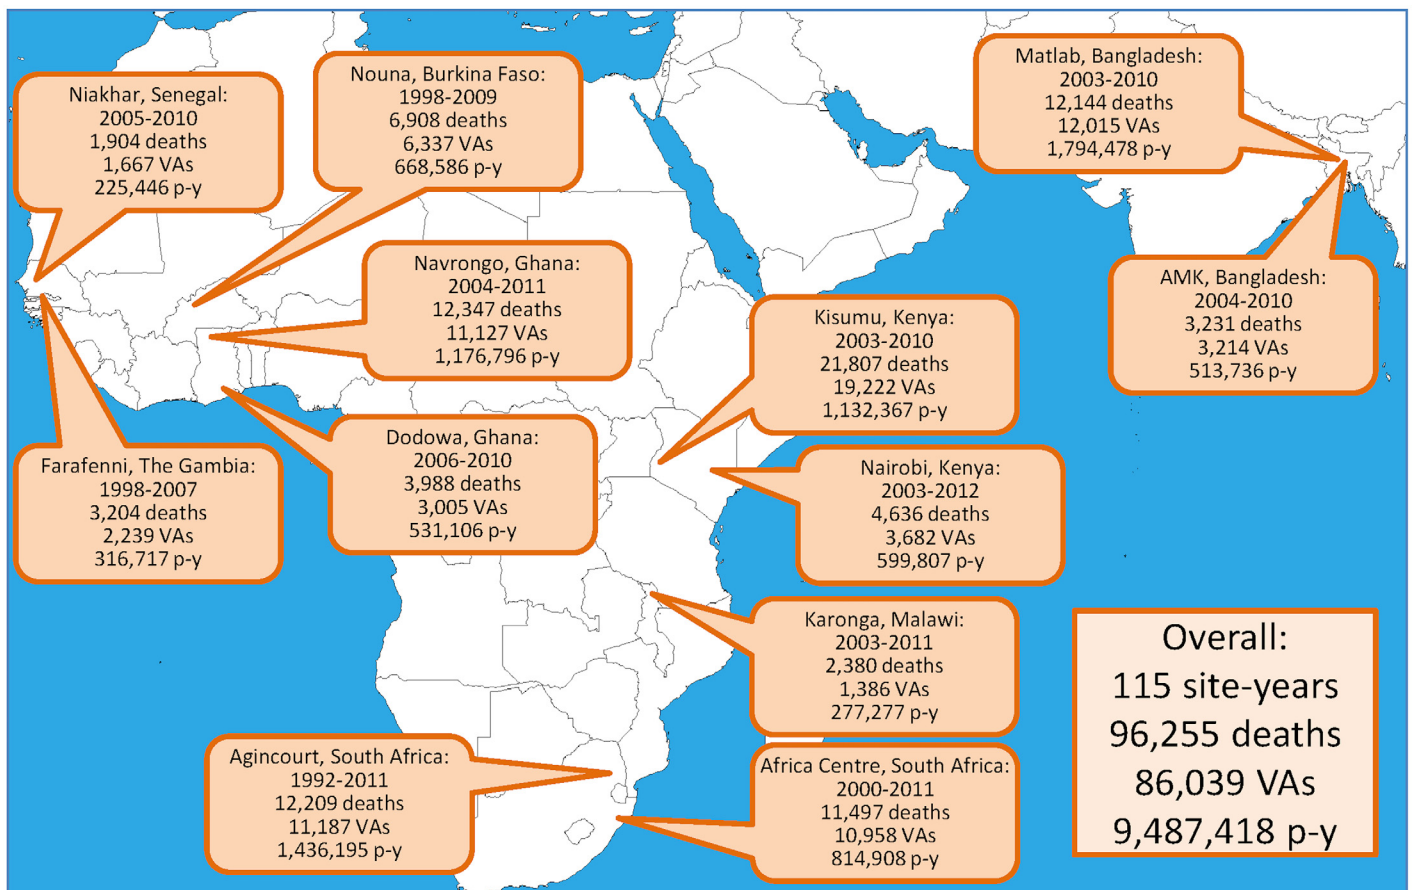 Niakhar, Senegal:
2005-2010
1,904 deaths
1,667 VAs
225,446 p-y
Nouna, Burkina Faso:
1998-2009
6,908 deaths
6,337 VAs
668,586 p-y
Matlab, Bangladesh:
2003-2010
12,144 deaths
12,015 VAs
1,794,478 p-y
Navrongo, Ghana:
2004-2011
12,347 deaths
11,127 VAs
1,176,796 p-y
AMK, Bangladesh:
2004-2010
3,231 deaths
3,214 VAs
513,736 p-y
Kisumu, Kenya:
2003-2010
21,807 deaths
19,222 VAs
1,132,367 p-y
Farafenni, The Gambia:
1998-2007
3,204 deaths
2,239 VAs
316,717 p-y
Dodowa, Ghana:
2006-2010
3,988 deaths
3,005 VAs
531,106 p-y
Nairobi, Kenya:
2003-2012
4,636 deaths
3,682 VAs
599,807 p-y
Karonga, Malawi:
2003-2011
2,380 deaths
1,386 VAs
277,277 p-y
Agincourt, South Africa:
1992-2011
12,209 deaths
11,187 VAs
1,436,195 p-y
Africa Centre, South Africa:
2000-2011
11,497 deaths
10,958 VAs
814,908 p-y
Overall:
115 site-years
96,255 deaths
86,039 VAs
9,487,418 p-y